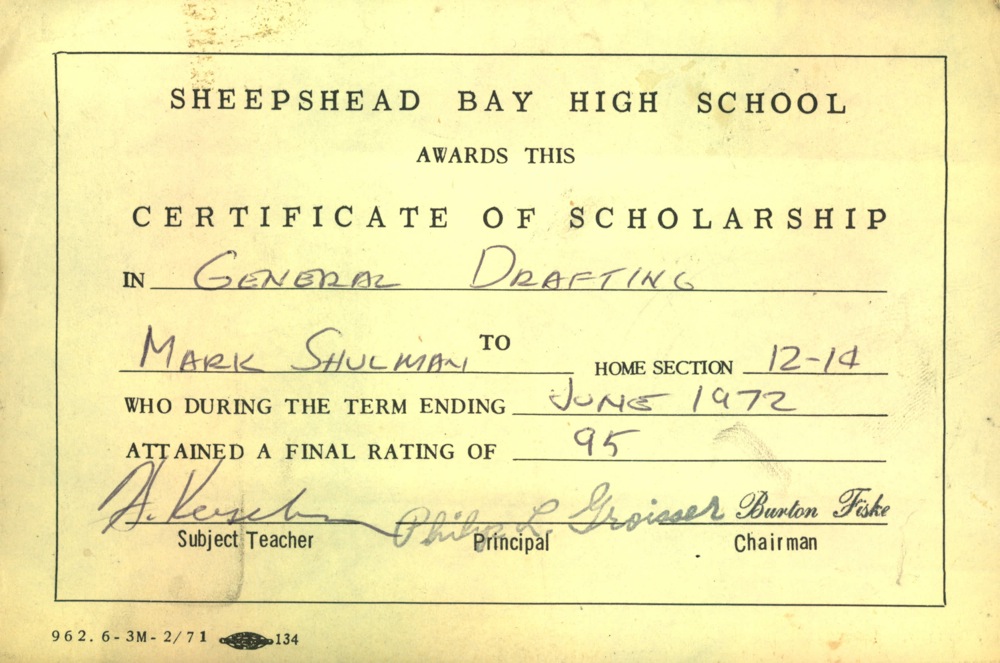 SHEEPSHEAD BAY HIGH SCHOOL
AWARDS THIS
CERTIFICATE OF SCHOLARSHIP
IN GENERAL DRAFTING
TO
MARK SHULMAN HOME SECTION 12-14
WHO DURING THE TERM ENDING JUNE 1972
ATTAINED A FINAL RATING OF 95
Philip L. Groisser Burton Fiske
Subject Teacher Principal Chairman
962.6-3M-2/71 134